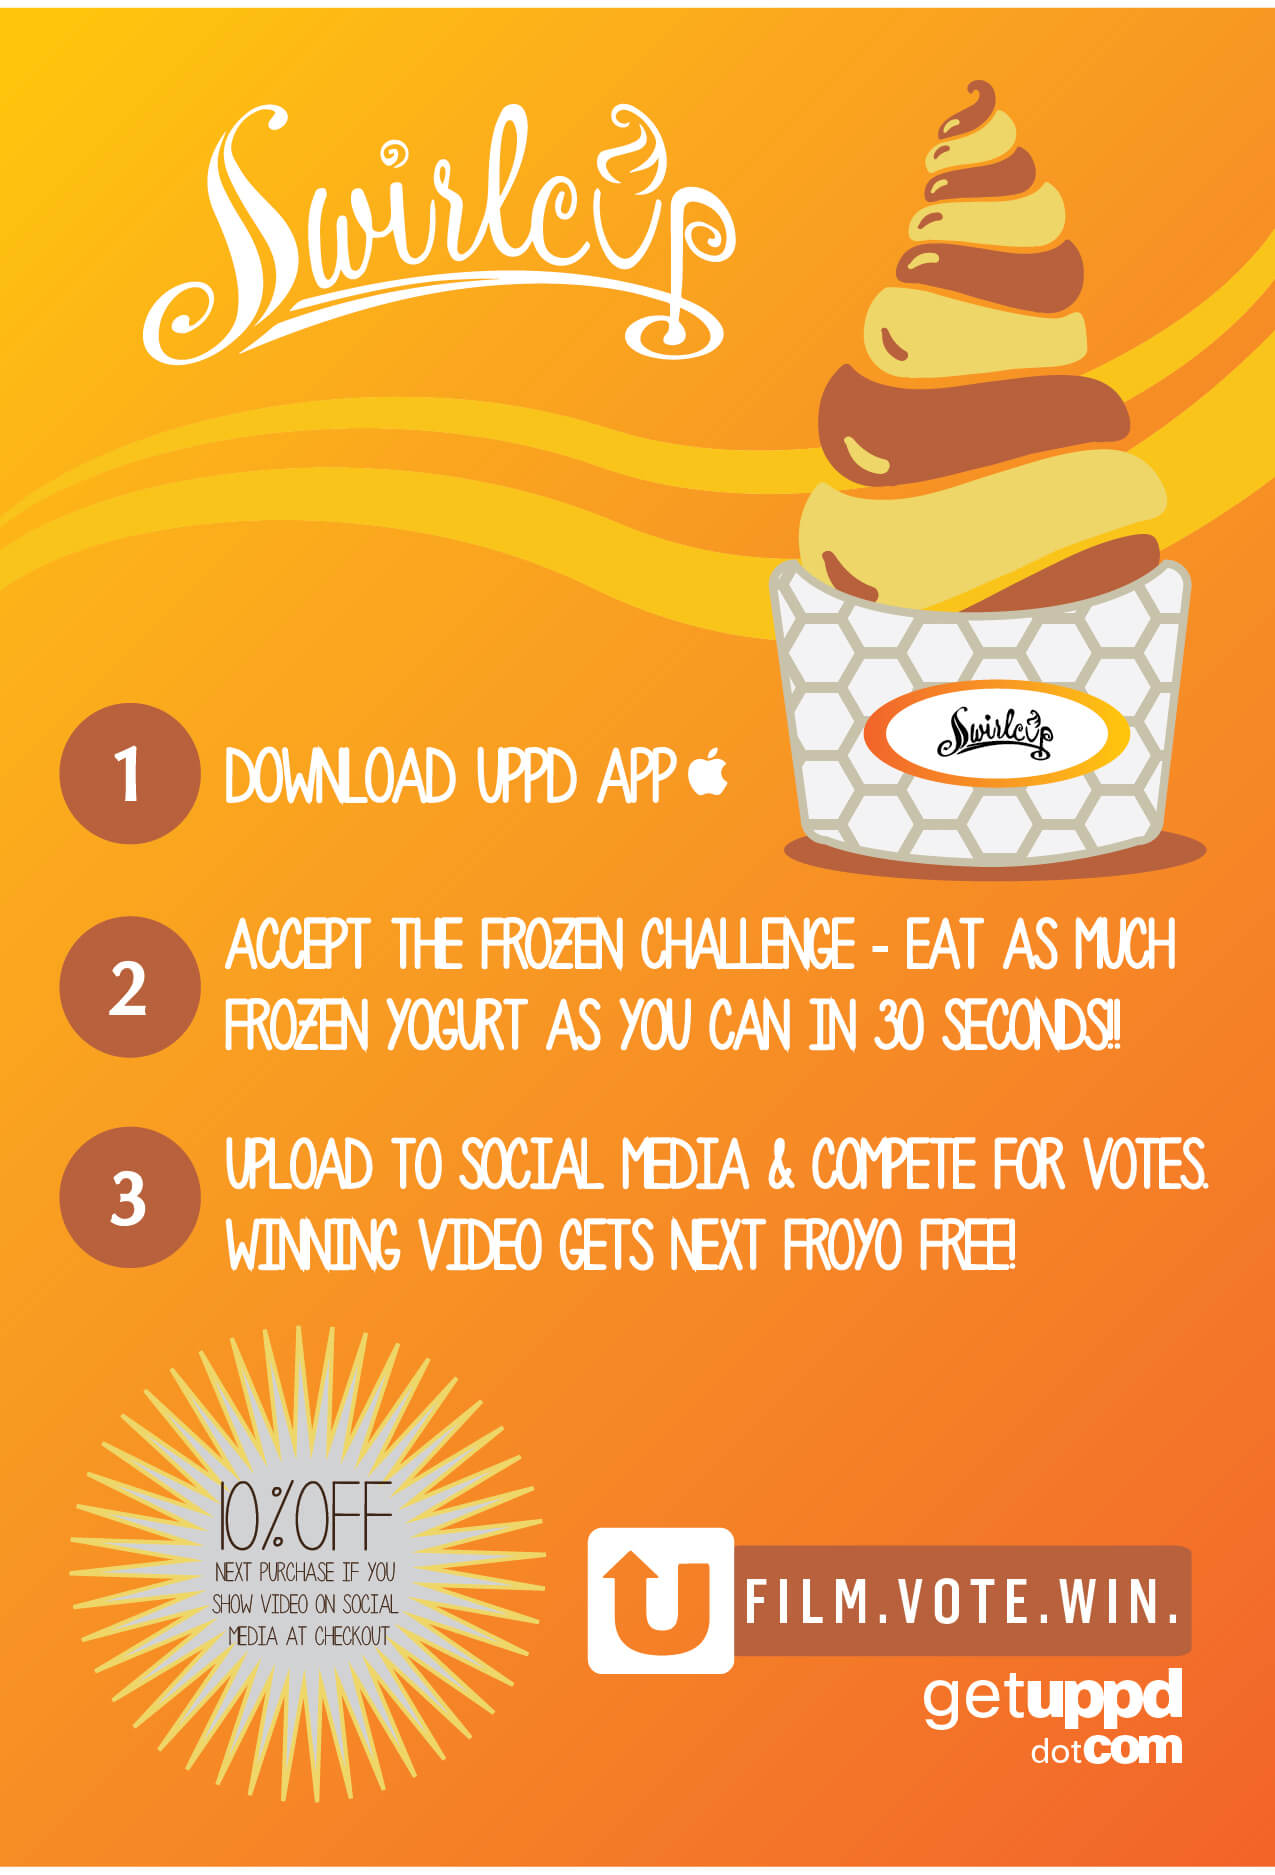 Swirlcup
Swirlcup
1
DOWNLOAD UPPD APP
2
ACCEPT THE FROZEN CHALLENGE - EAT AS MUCH
FROZEN YOGURT AS YOU CAN IN 30 SECONDS!!
3
UPLOAD TO SOCIAL MEDIA & COMPETE FOR VOTES.
WINNING VIDEO GETS NEXT FROYO FREE!
10%OFF
NEXT PURCHASE IF YOU
SHOW VIDEO ON SOCIAL
MEDIA AT CHECKOUT
U FILM.VOTE.WIN.
getuppd
dotcom